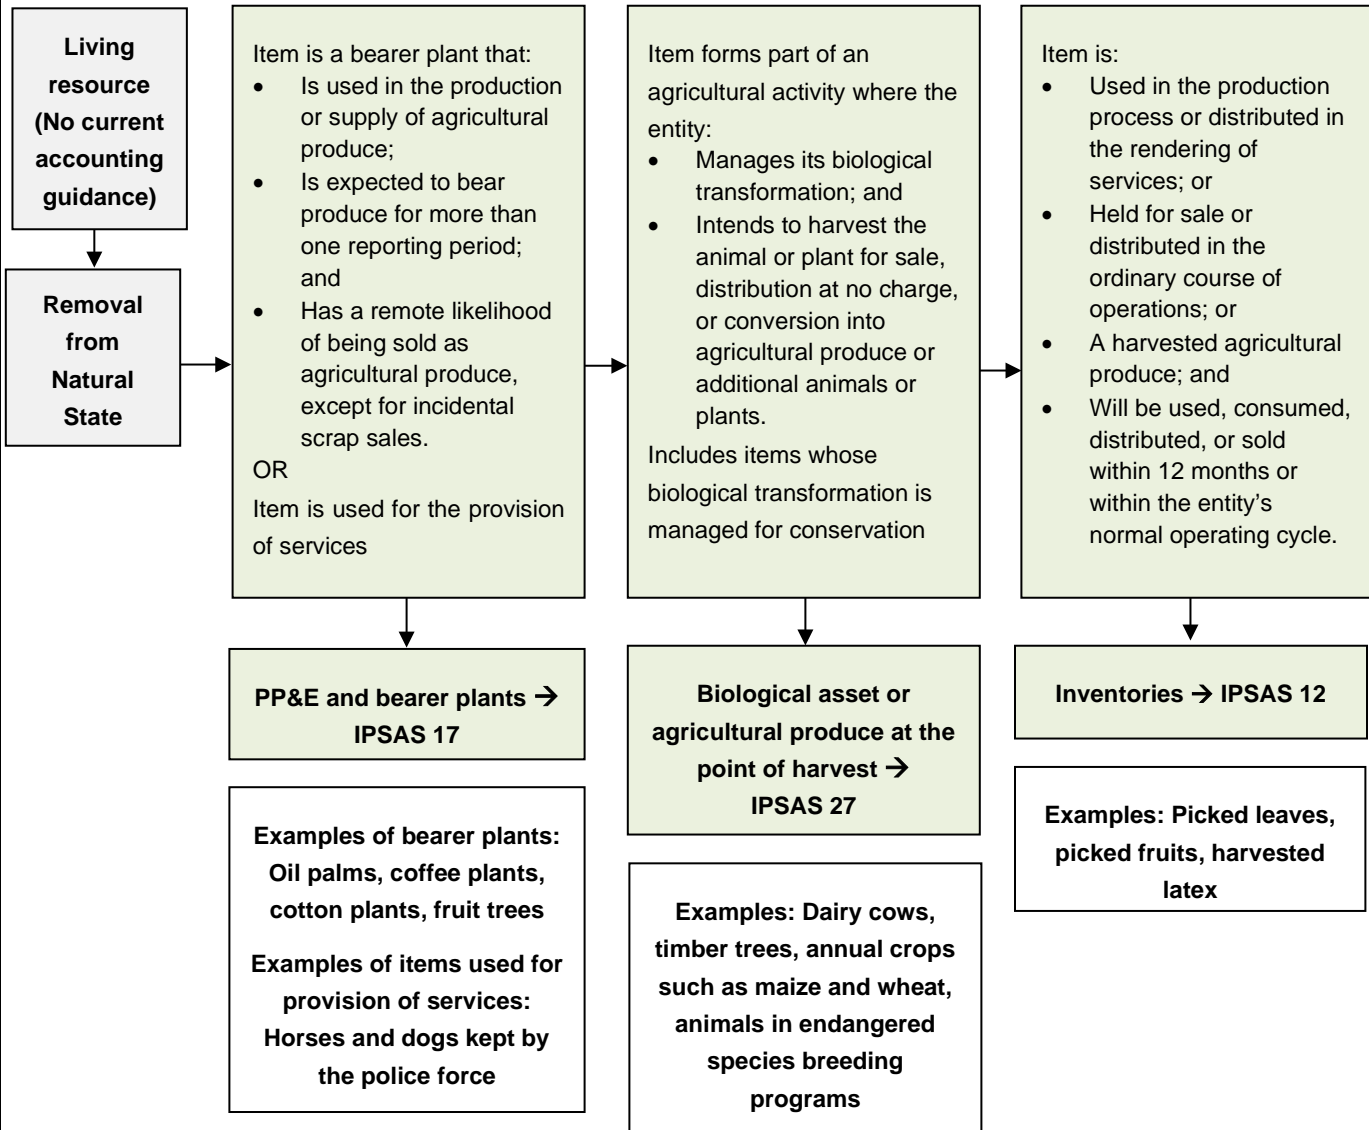 Living
resource
(No current
accounting
guidance)
Removal
from
Natural
State
Item is a bearer plant that:
• Is used in the production
or supply of agricultural
produce;
• Is expected to bear
produce for more than
one reporting period;
and
• Has a remote likelihood
of being sold as
agricultural produce,
except for incidental
scrap sales.
OR
Item is used for the provision
of services
PP&E and bearer plants →
IPSAS 17
Examples of bearer plants:
Oil palms, coffee plants,
cotton plants, fruit trees
Examples of items used for
provision of services:
Horses and dogs kept by
the police force
Item forms part of an
agricultural activity where the
entity:
• Manages its biological
transformation; and
• Intends to harvest the
animal or plant for sale,
distribution at no charge,
or conversion into
agricultural produce or
additional animals or
plants.
Includes items whose
biological transformation is
managed for conservation
Biological asset or
agricultural produce at the
point of harvest →
IPSAS 27
Examples: Dairy cows,
timber trees, annual crops
such as maize and wheat,
animals in endangered
species breeding
programs
Item is:
• Used in the production
process or distributed in
the rendering of
services; or
• Held for sale or
distributed in the
ordinary course of
operations; or
• A harvested agricultural
produce; and
• Will be used, consumed,
distributed, or sold
within 12 months or
within the entity’s
normal operating cycle.
Inventories → IPSAS 12
Examples: Picked leaves,
picked fruits, harvested
latex